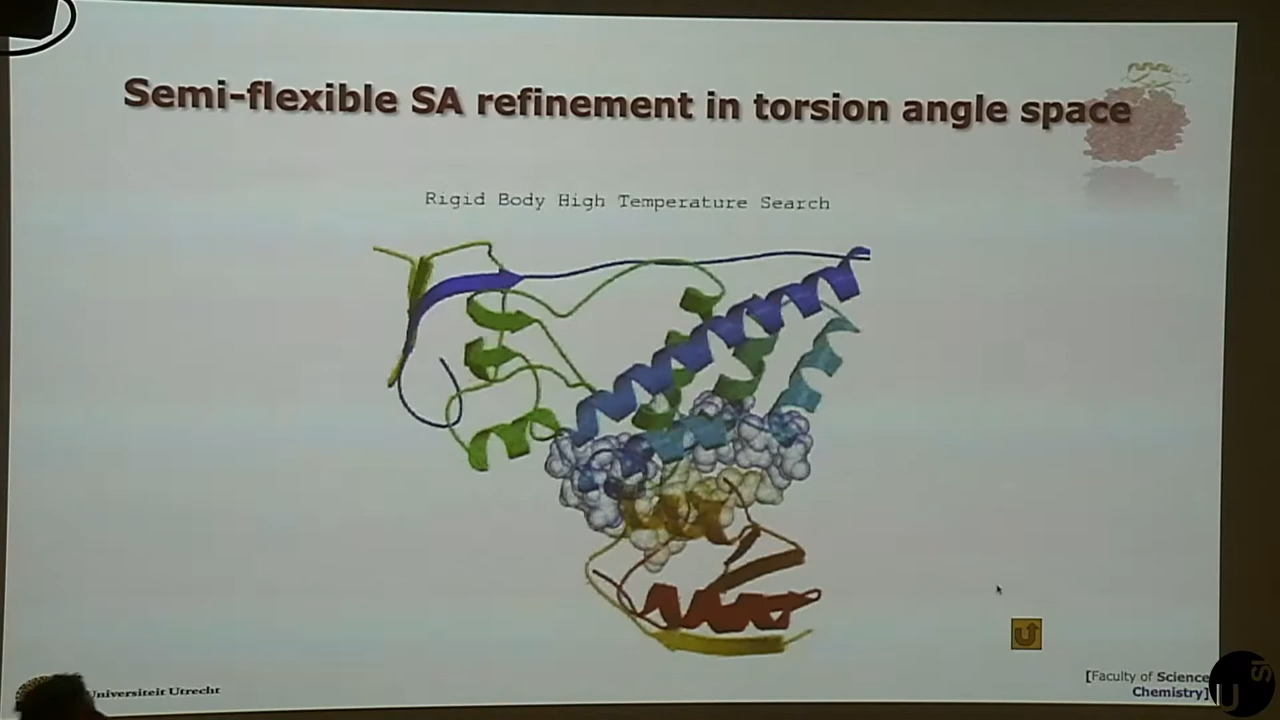 Semi-flexible SA refinement in torsion angle space
Rigid Body High Temperature Search
Universiteit Utrecht
[Faculty of Science
Chemistry]
U
SI